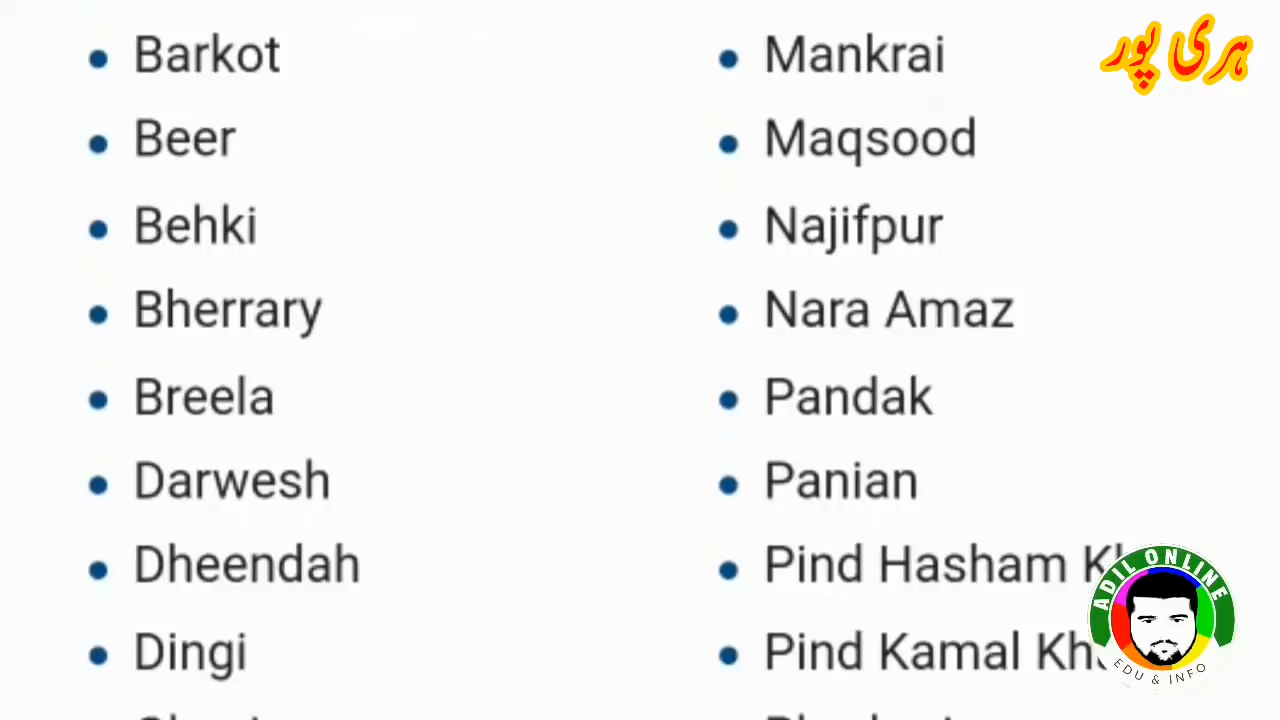 Barkot
Beer
Behki
Bherrary
Breela
Darwesh
Dheendah
Dingi
Mankrai
Maqsood
Najifpur
Nara Amaz
Pandak
Panian
Pind Hasham
Pind Kamal
ہری پور
ADIL ONLINE
EDU & INFO